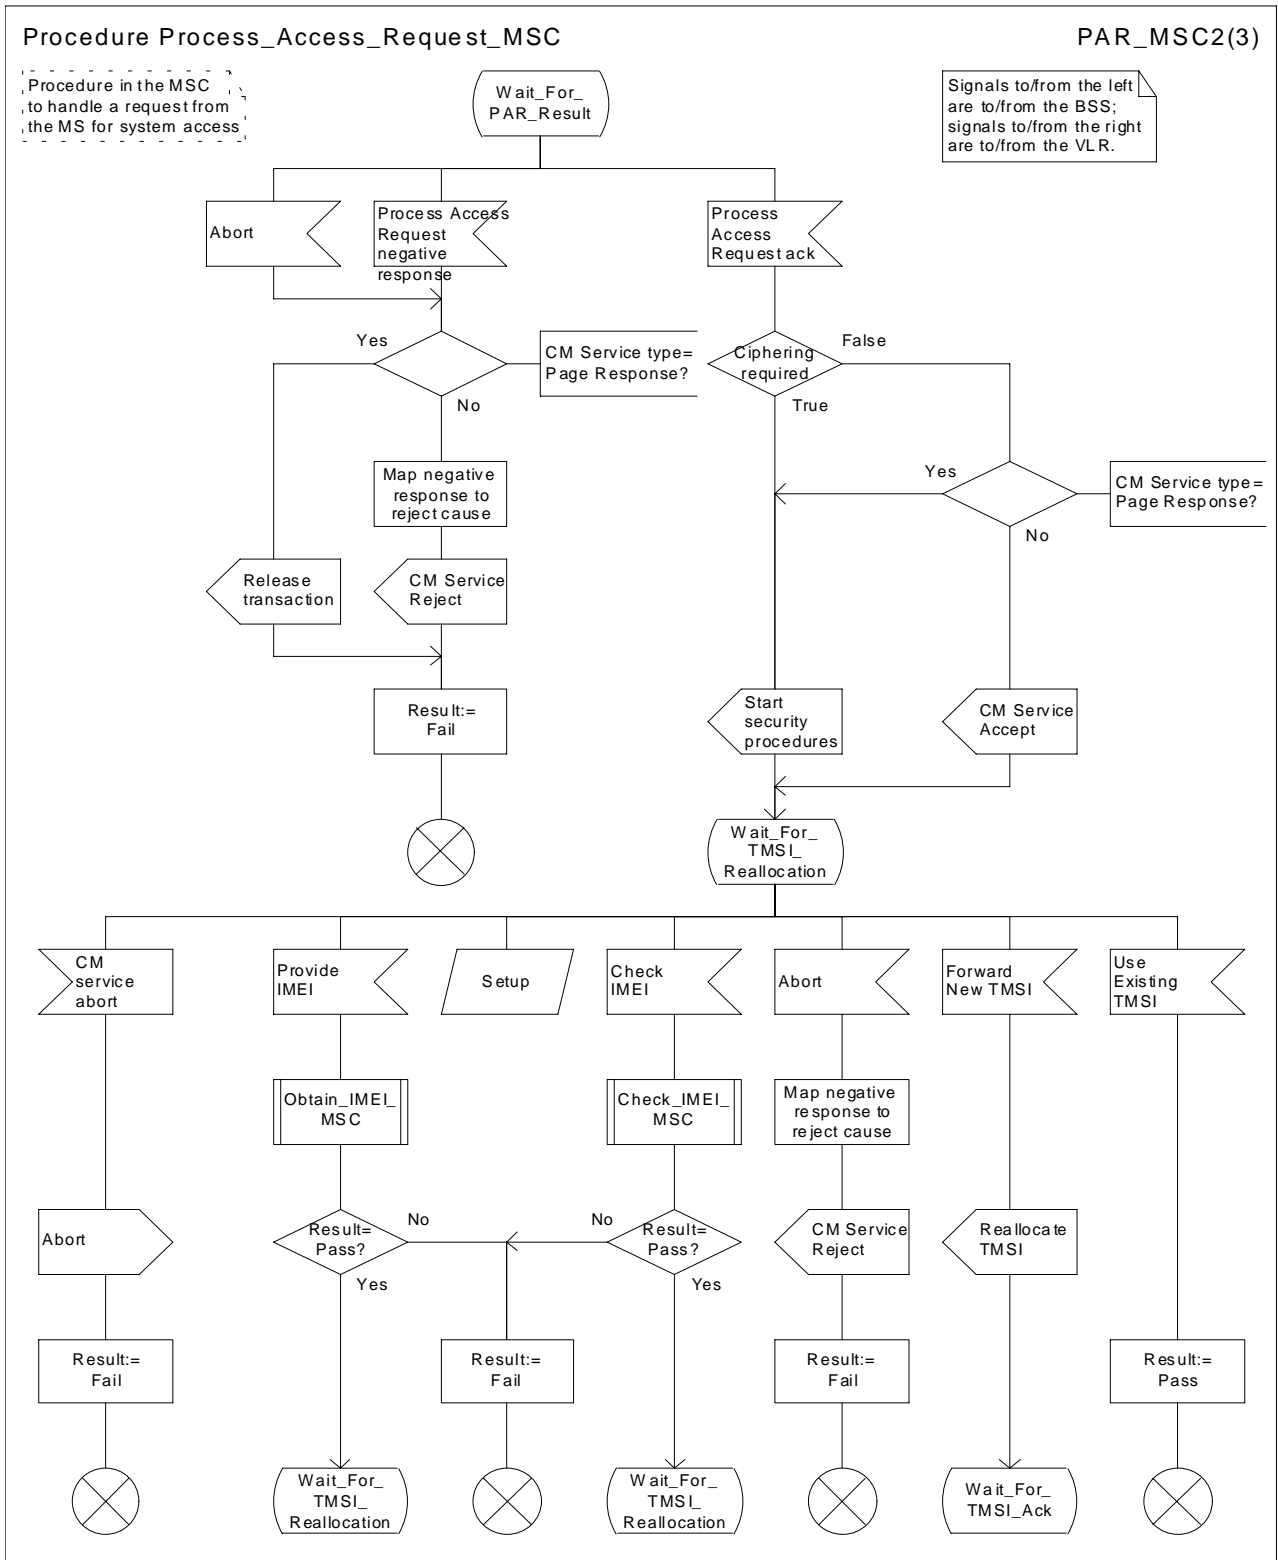 Procedure Process_Access_Request_MSC
PAR_MSC2(3)
Procedure in the MSC
to handle a request from
the MS for system access
Wait_For_
PAR_Result
Signals to/from the left
are to/from the BSS;
signals to/from the right
are to/from the VLR.
Abort
Process Access
Request
negative
response
Process
Access
Request ack
Yes
CM Service type=
Page Response?
No
Ciphering
required
False
True
Map negative
response to
reject cause
Yes
CM Service type=
Page Response?
No
Release
transaction
CM Service
Reject
Result:=
Fail
Start
security
procedures
CM Service
Accept
Wait_For_
TMSI_
Reallocation
CM
service
abort
Provide
IMEI
Setup
Check
IMEI
Abort
Forward
New TMSI
Use
Existing
TMSI
Obtain_IMEI_
MSC
Check_IMEI_
MSC
Map negative
response to
reject cause
Abort
Result=
Pass?
No
Yes
No
Result=
Pass?
Yes
CM Service
Reject
Reallocate
TMSI
Result:=
Fail
Result:=
Fail
Result:=
Fail
Result:=
Pass
Wait_For_
TMSI_
Reallocation
Wait_For_
TMSI_
Reallocation
Wait_For_
TMSI_Ack